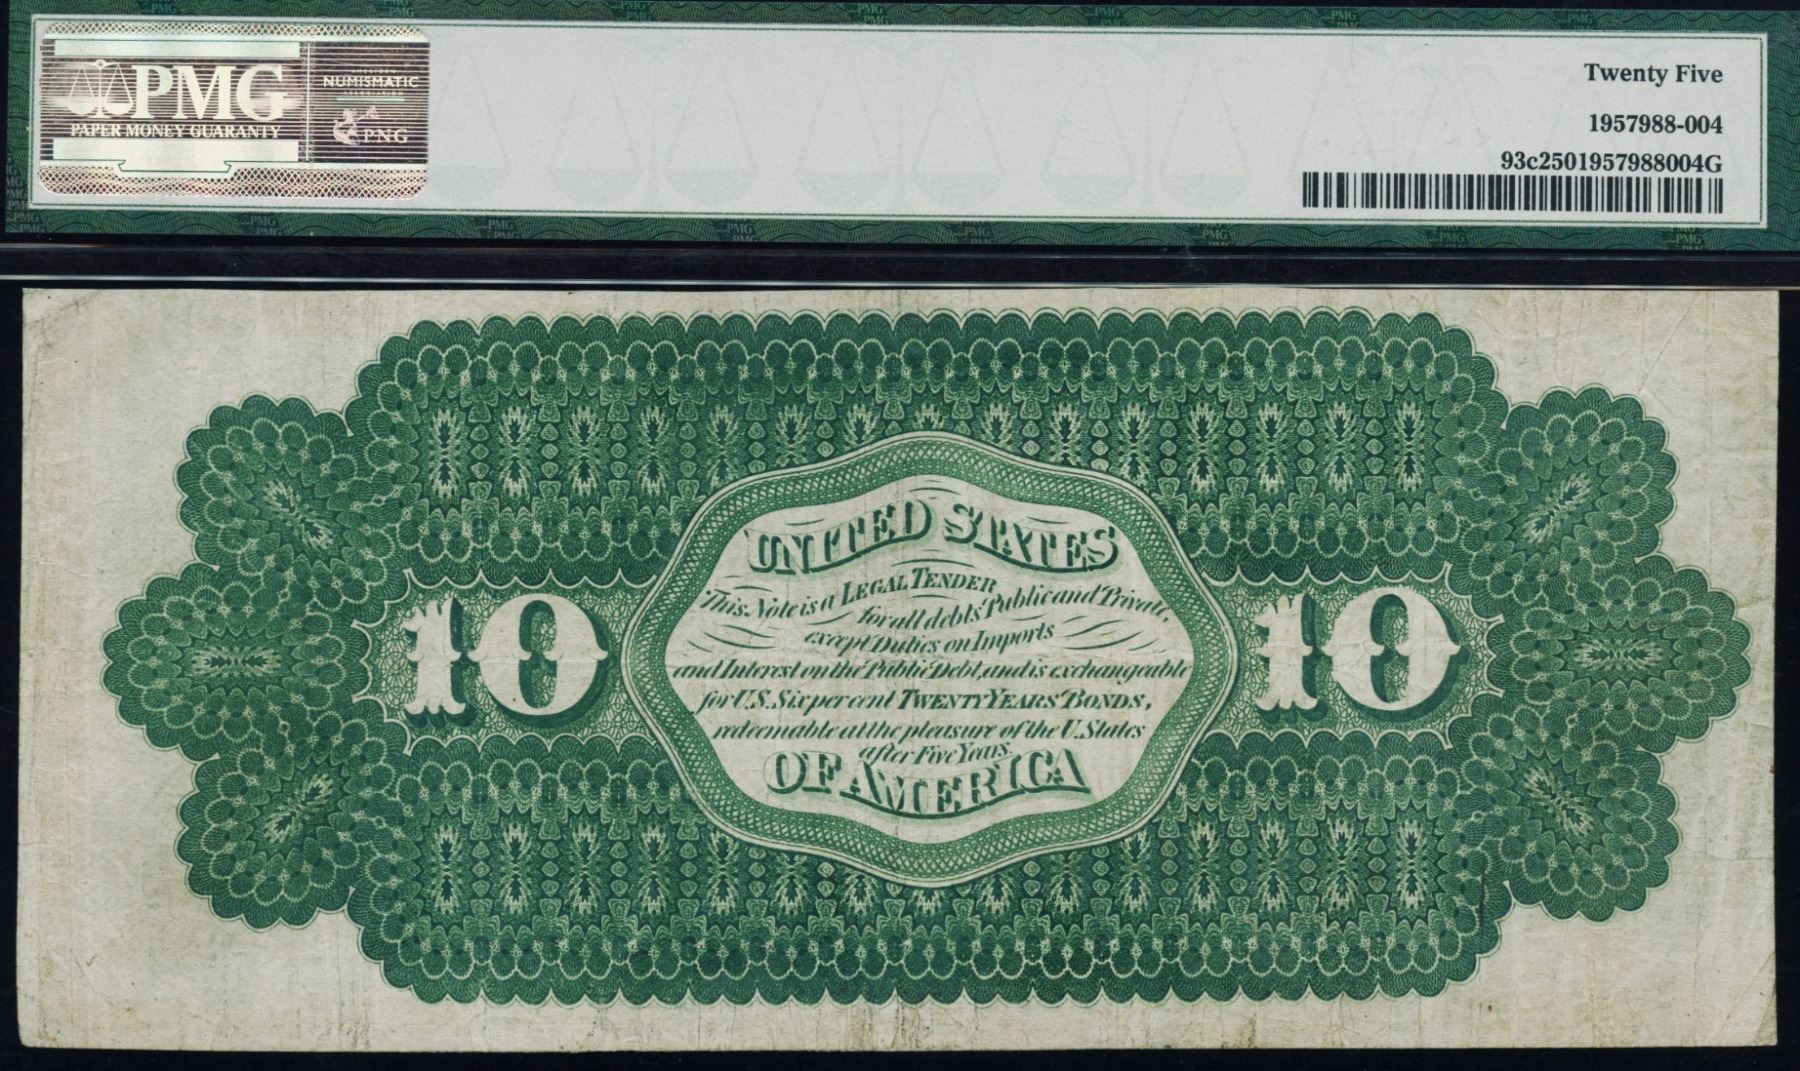 PMG
PAPER MONEY GUARANTY
AMERICAN
NUMISMATIC
ASSOCIATION
PNG
Twenty Five
1957988-004
93c2501957988004G
UNITED STATES
This Note is a LEGAL TENDER
for all debts Public and Private,
except Duties on Imports
and Interest on the Public Debt, and is exchangeable
for U.S. Six per cent TWENTY YEARS BONDS,
redeemable at the pleasure of the U. States
after Five Years.
OF AMERICA
10
10